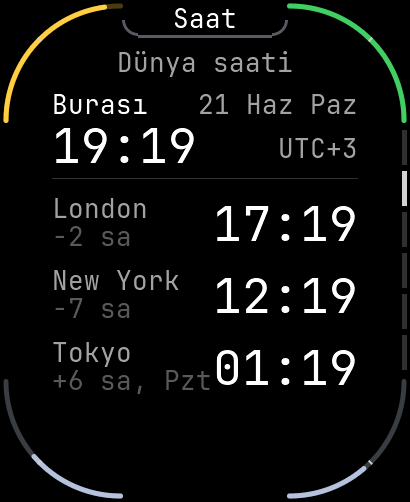 Saat
Dünya saati
Burası 21 Haz Paz
19:19 UTC+3
London 17:19
-2 sa
New York 12:19
-7 sa
Tokyo 01:19
+6 sa, Pzt